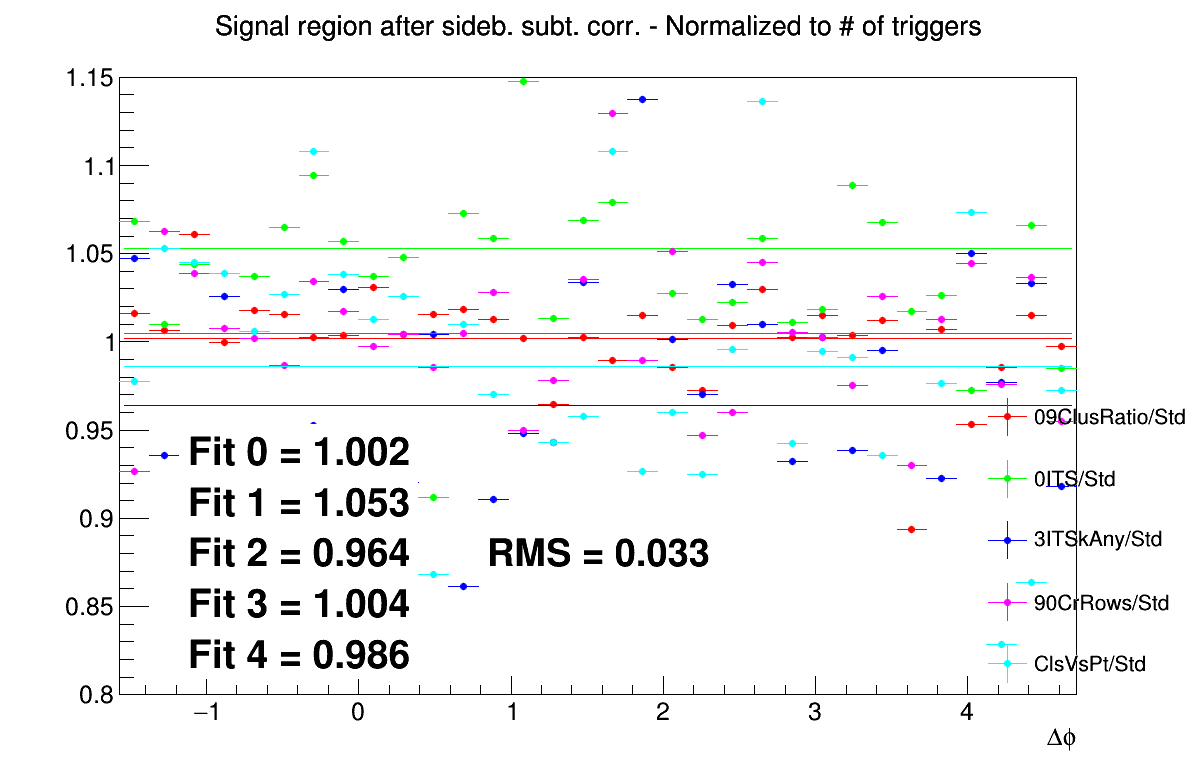 Signal region after sideb. subt. corr. - Normalized to # of triggers
1.15
1.1
1.05
1
0.95
0.9
0.85
0.8
Fit 0 = 1.002
Fit 1 = 1.053
Fit 2 = 0.964
Fit 3 = 1.004
Fit 4 = 0.986
RMS = 0.033
09ClusRatio/Std
0ITS/Std
3ITSkAny/Std
90CrRows/Std
ClsVsPt/Std
−1 0 1 2 3 4
Δϕ